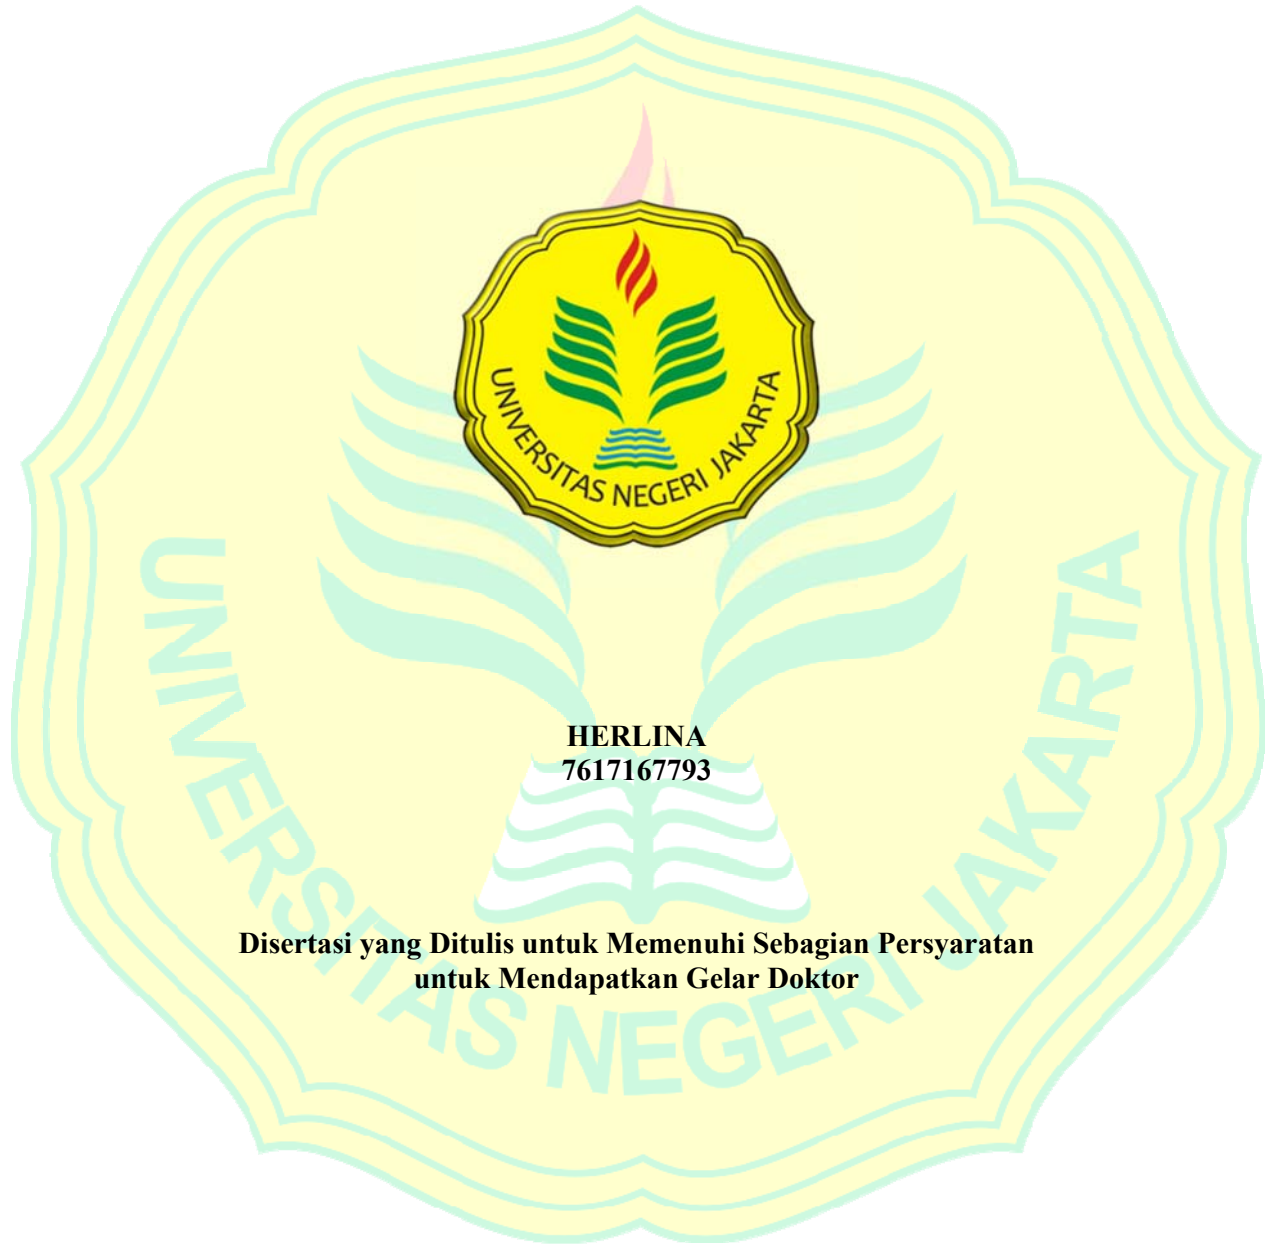 UNIVERSITAS NEGERI JAKARTA
HERLINA
7617167793
Disertasi yang Ditulis untuk Memenuhi Sebagian Persyaratan
untuk Mendapatkan Gelar Doktor
UNIVERSITAS NEGERI JAKARTA